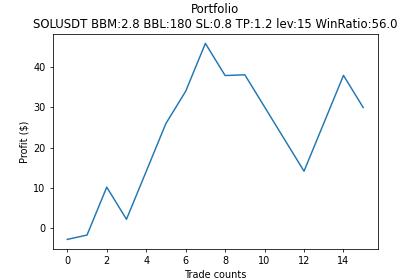 Portfolio
SOLUSDT BBM:2.8 BBL:180 SL:0.8 TP:1.2 lev:15 WinRatio:56.0
Profit ($)
40
30
20
10
0
0 2 4 6 8 10 12 14
Trade counts